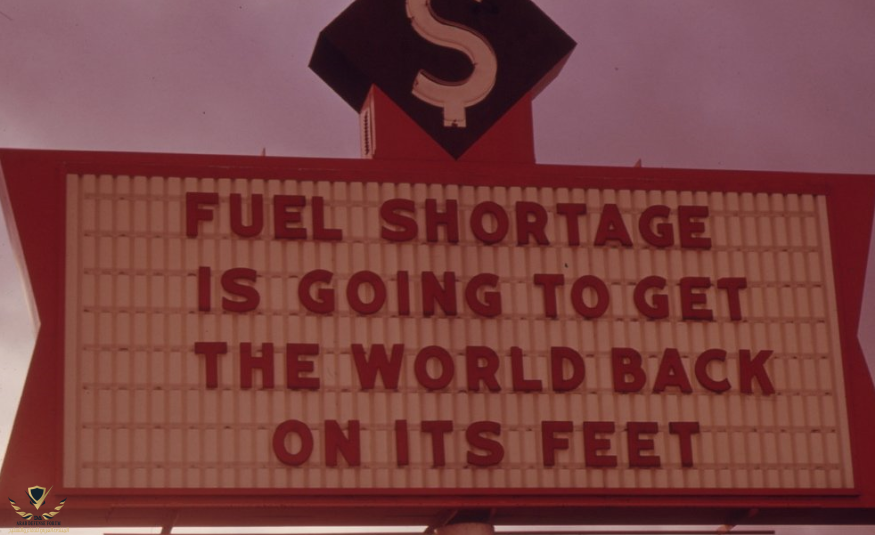 $
FUEL SHORTAGE
IS GOING TO GET
THE WORLD BACK
ON ITS FEET